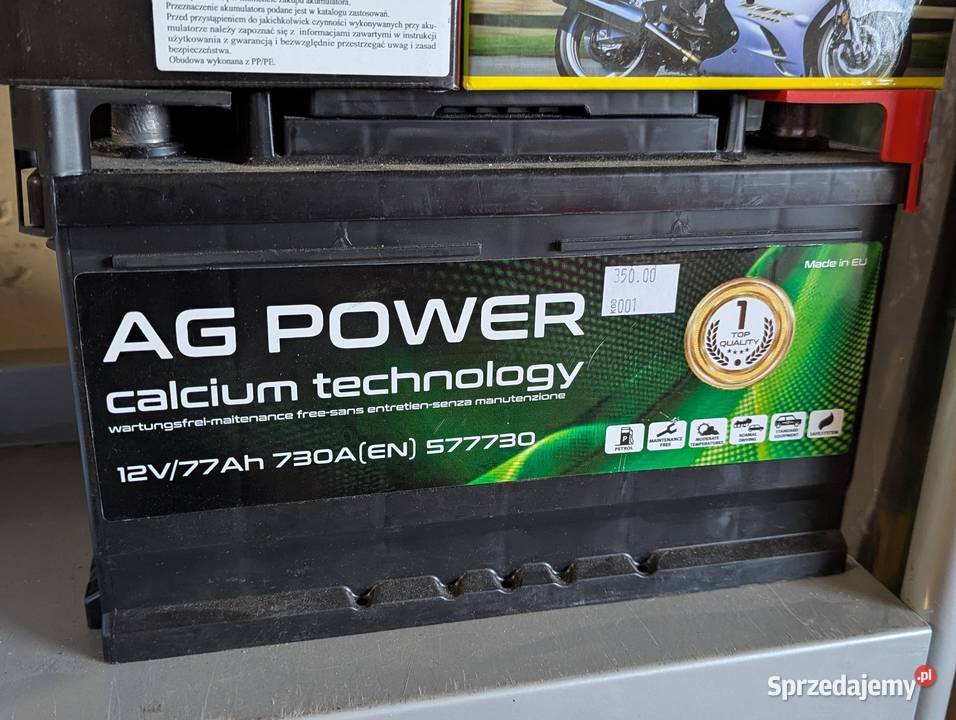 Przeznaczenie akumulatora podane jest w katalogu zastosowań.
Przed przystąpieniem do jakichkolwiek czynności wykonywanych przy aku-
mulatorze należy zapoznać się z informacjami zawartymi w instrukcji
użytkowania z gwarancją i bezwzględnie przestrzegać uwag i zasad
bezpieczeństwa.
Obudowa wykonana z PP/PE.
Made in EU
350.00
KOD
001
AG POWER
1
TOP
QUALITY
calcium technology
wartungsfrei-maitenance free-sans entretien-senza manutenzione
12V/77Ah 730A(EN) 577730
PETROL
MAINTENANCE
FREE
MODERATE
TEMPERATURES
NORMAL
DRIVING
STANDARD
EQUIPMENT
SAFE SYSTEM
Sprzedajemy.pl